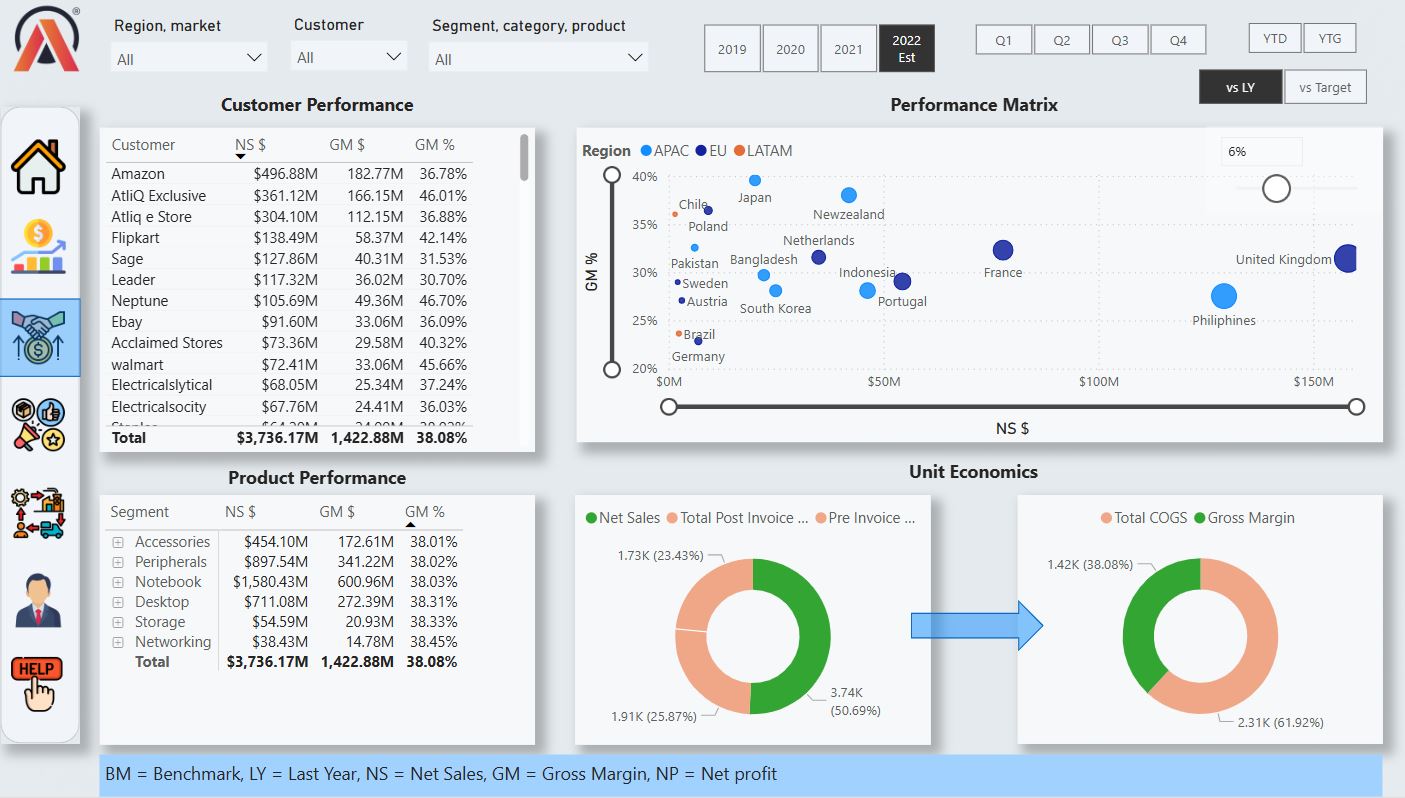 Region, market
All
Customer
All
Segment, category, product
All
2019
2020
2021
2022
Est
Q1
Q2
Q3
Q4
YTD
YTG
vs LY
vs Target
Customer Performance
Customer NS $ GM $ GM %
Amazon $496.88M 182.77M 36.78%
AtliQ Exclusive $361.12M 166.15M 46.01%
Atliq e Store $304.10M 112.15M 36.88%
Flipkart $138.49M 58.37M 42.14%
Sage $127.86M 40.31M 31.53%
Leader $117.32M 36.02M 30.70%
Neptune $105.69M 49.36M 46.70%
Ebay $91.60M 33.06M 36.09%
Acclaimed Stores $73.36M 29.58M 40.32%
walmart $72.41M 33.06M 45.66%
Electricalslytical $68.05M 25.34M 37.24%
Electricalsocity $67.76M 24.41M 36.03%
Total $3,736.17M 1,422.88M 38.08%
Performance Matrix
Region APAC EU LATAM
6%
GM %
40%
35%
30%
25%
20%
Japan
Chile
Poland
Newzealand
Netherlands
Pakistan
Bangladesh
France
United Kingdom
Indonesia
Sweden
Austria
South Korea
Portugal
Philiphines
Brazil
Germany
$0M $50M $100M $150M
NS $
Product Performance
Segment NS $ GM $ GM %
Accessories $454.10M 172.61M 38.01%
Peripherals $897.54M 341.22M 38.02%
Notebook $1,580.43M 600.96M 38.03%
Desktop $711.08M 272.39M 38.31%
Storage $54.59M 20.93M 38.33%
Networking $38.43M 14.78M 38.45%
Total $3,736.17M 1,422.88M 38.08%
Unit Economics
Net Sales Total Post Invoice ... Pre Invoice ...
1.73K (23.43%)
3.74K
(50.69%)
1.91K (25.87%)
Total COGS Gross Margin
1.42K (38.08%)
2.31K (61.92%)
HELP
BM = Benchmark, LY = Last Year, NS = Net Sales, GM = Gross Margin, NP = Net profit